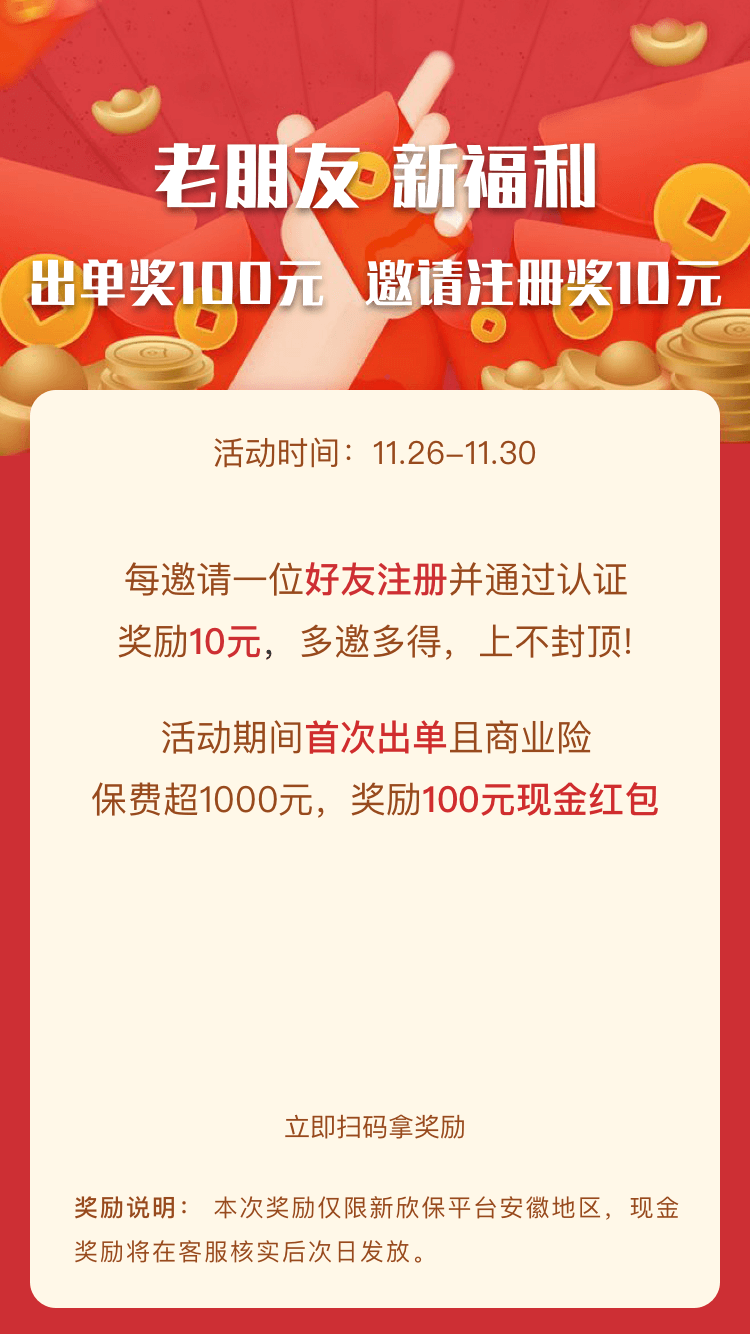 老朋友 新福利
出单奖100元 邀请注册奖10元
活动时间：11.26-11.30
每邀请一位好友注册并通过认证
奖励10元，多邀多得，上不封顶!
活动期间首次出单且商业险
保费超1000元，奖励100元现金红包
立即扫码拿奖励
奖励说明： 本次奖励仅限新欣保平台安徽地区，现金
奖励将在客服核实后次日发放。